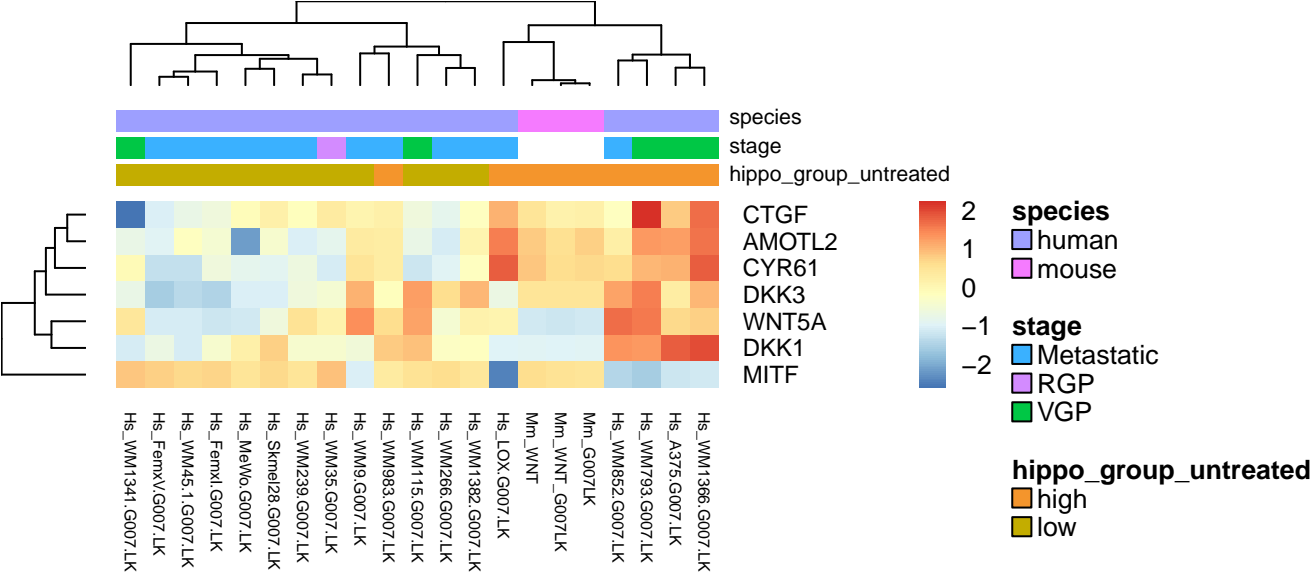 species
stage
hippo_group_untreated
CTGF
AMOTL2
CYR61
DKK3
WNT5A
DKK1
MITF
2
1
0
−1
−2
species
human
mouse
stage
Metastatic
RGP
VGP
hippo_group_untreated
high
low
Hs_WM1341.G007.LK
Hs_FemxV.G007.LK
Hs_WM45.1.G007.LK
Hs_FemxI.G007.LK
Hs_MeWo.G007.LK
Hs_Skmel28.G007.LK
Hs_WM239.G007.LK
Hs_WM35.G007.LK
Hs_WM9.G007.LK
Hs_WM983.G007.LK
Hs_WM115.G007.LK
Hs_WM266.G007.LK
Hs_WM1382.G007.LK
Hs_LOX.G007.LK
Mm_WNT
Mm_WNT_G007LK
Mm_G007LK
Hs_WM852.G007.LK
Hs_WM793.G007.LK
Hs_A375.G007.LK
Hs_WM1366.G007.LK